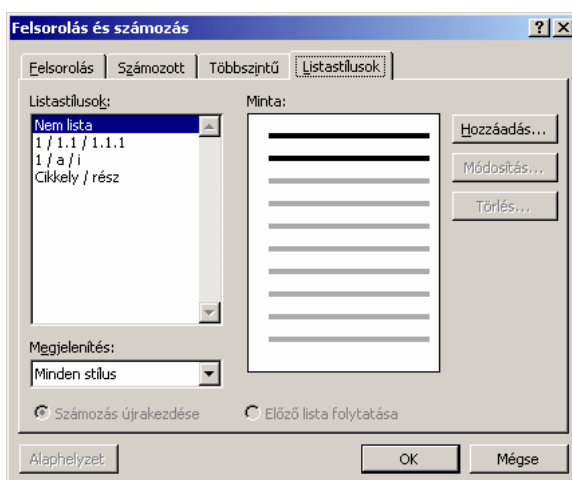 Felsorolás és számozás
Felsorolás Számozott Többszintű Listastílusok
Listastílusok:
Minta:
Nem lista
1 / 1.1 / 1.1.1
1 / a / i
Cikkely / rész
Hozzáadás...
Módosítás...
Törlés...
Megjelenítés:
Minden stílus
Számozás újrakezdése Előző lista folytatása
Alaphelyzet OK Mégse